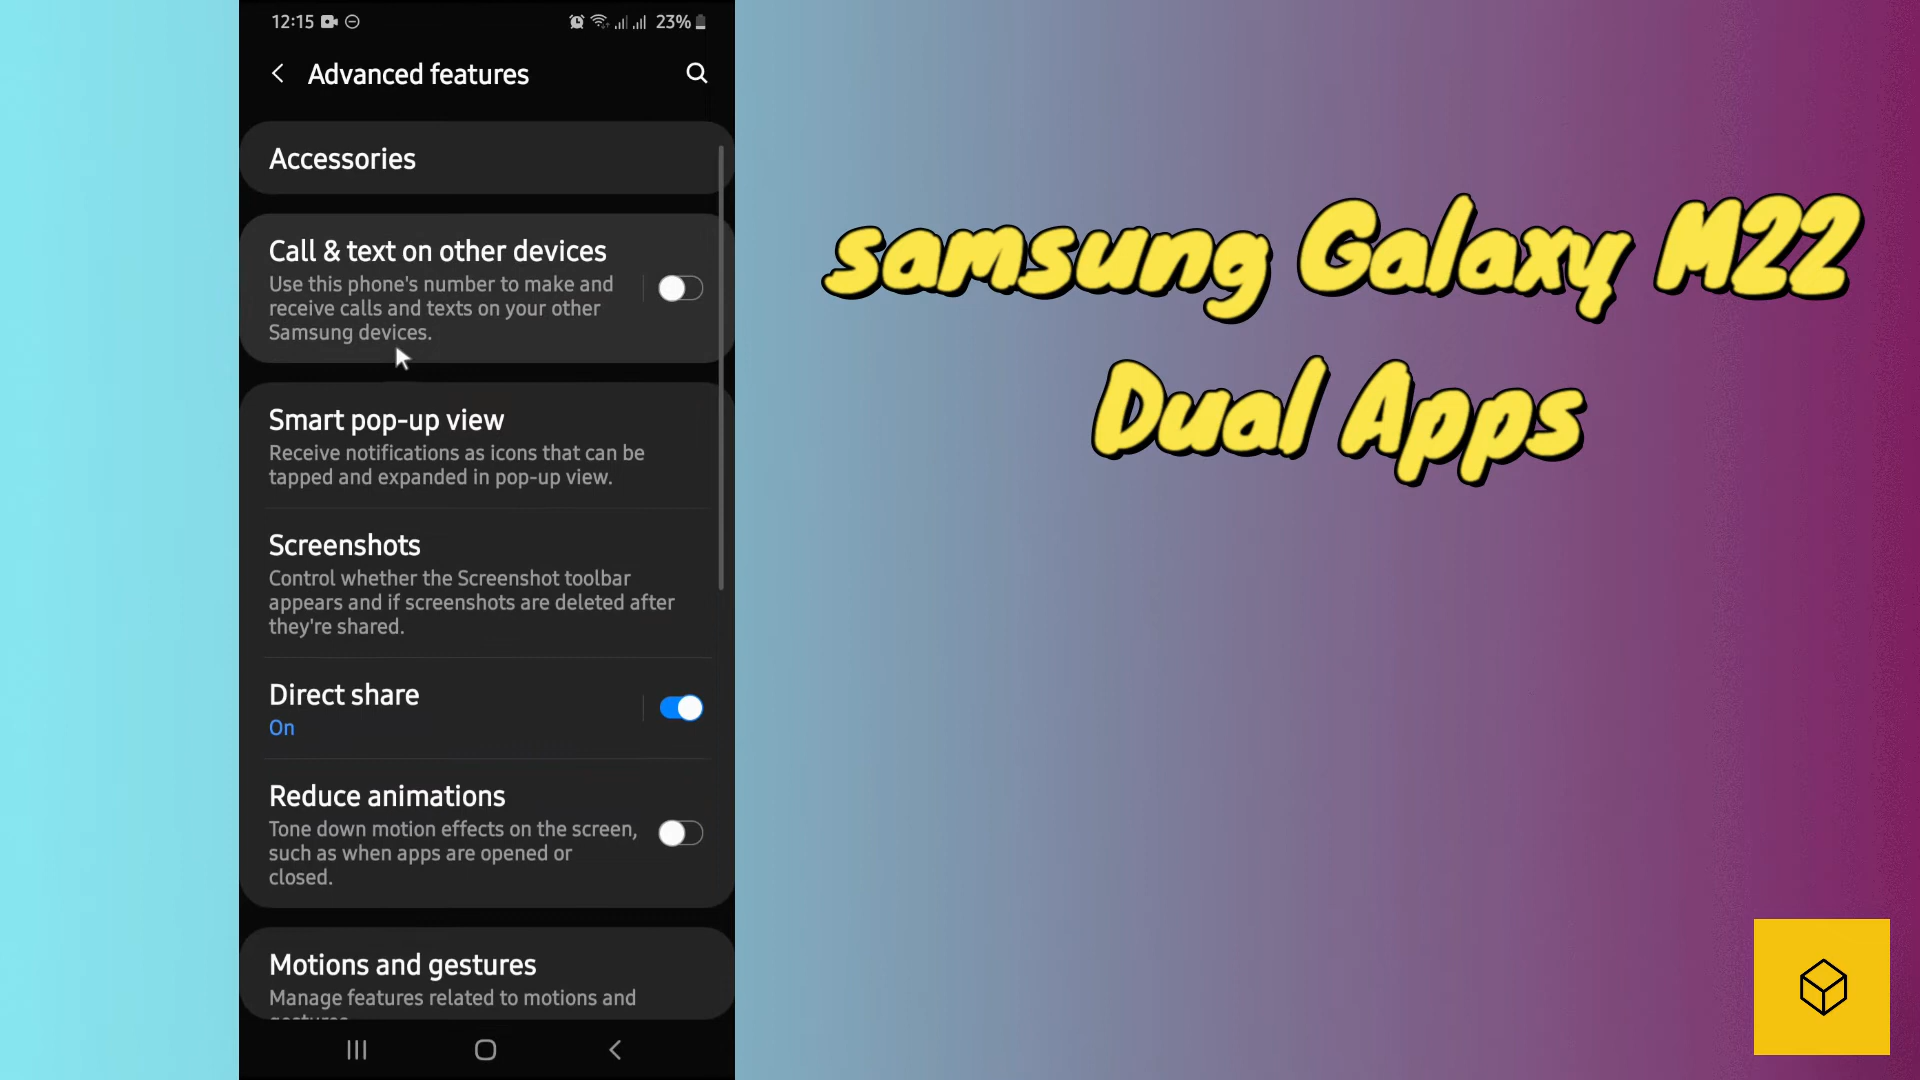 12:15
23%
Advanced features
Accessories
Call & text on other devices
Use this phone's number to make and
receive calls and texts on your other
Samsung devices.
Smart pop-up view
Receive notifications as icons that can be
tapped and expanded in pop-up view.
Screenshots
Control whether the Screenshot toolbar
appears and if screenshots are deleted after
they're shared.
Direct share
On
Reduce animations
Tone down motion effects on the screen,
such as when apps are opened or
closed.
Motions and gestures
Manage features related to motions and
samsung Galaxy M22
Dual Apps